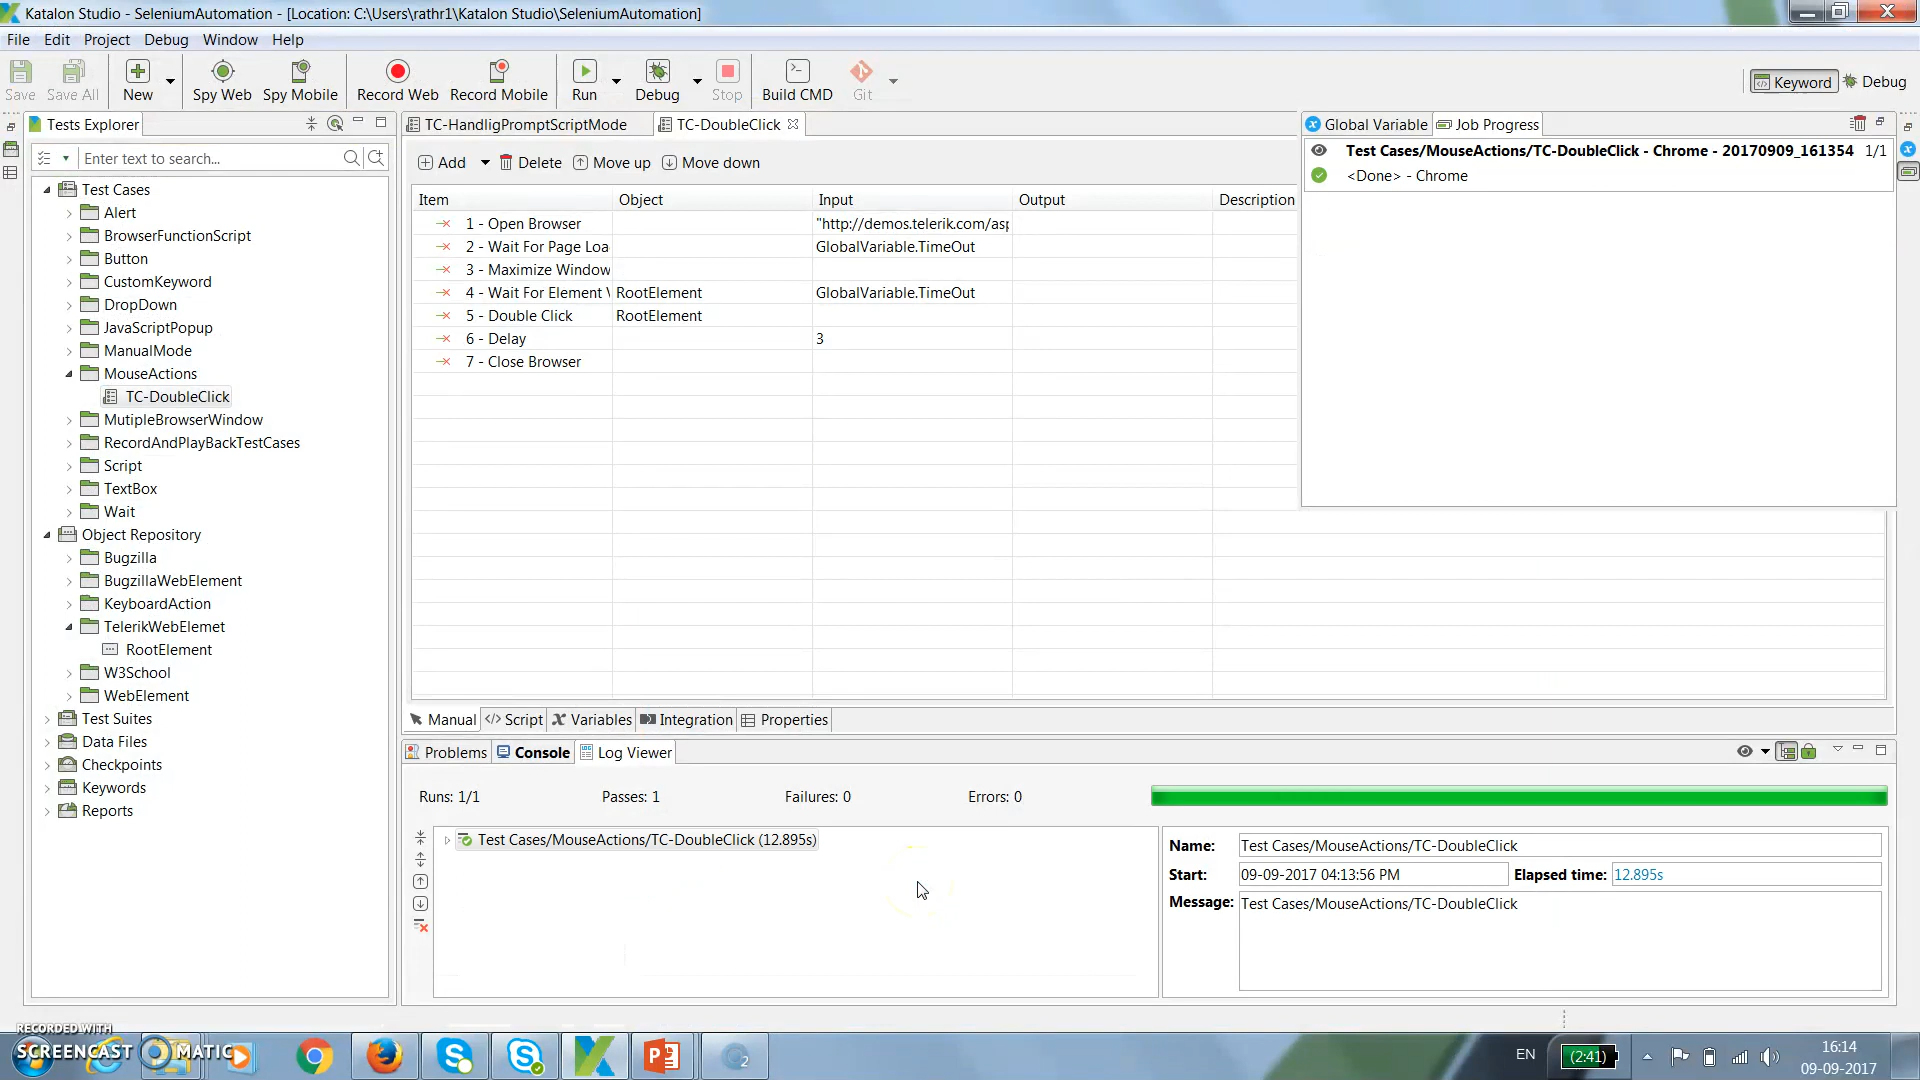 Katalon Studio - SeleniumAutomation - [Location: C:\Users\rathr1\Katalon Studio\SeleniumAutomation]
File Edit Project Debug Window Help
Save Save All New Spy Web Spy Mobile Record Web Record Mobile Run Debug Stop Build CMD Git Keyword Debug
Tests Explorer
Enter text to search...
Test Cases
Alert
BrowserFunctionScript
Button
CustomKeyword
DropDown
JavaScriptPopup
ManualMode
MouseActions
TC-DoubleClick
MutipleBrowserWindow
RecordAndPlayBackTestCases
Script
TextBox
Wait
Object Repository
Bugzilla
BugzillaWebElement
KeyboardAction
TelerikWebElemet
RootElement
W3School
WebElement
Test Suites
Data Files
Checkpoints
Keywords
Reports
TC-HandligPromptScriptMode TC-DoubleClick
Add Delete Move up Move down
Item Object Input Output Description
1 - Open Browser "http://demos.telerik.com/asp
2 - Wait For Page Loa GlobalVariable.TimeOut
3 - Maximize Window
4 - Wait For Element V RootElement GlobalVariable.TimeOut
5 - Double Click RootElement
6 - Delay 3
7 - Close Browser
Global Variable Job Progress
Test Cases/MouseActions/TC-DoubleClick - Chrome - 20170909_161354 1/1
<Done> - Chrome
Manual Script Variables Integration Properties
Problems Console Log Viewer
Runs: 1/1 Passes: 1 Failures: 0 Errors: 0
Test Cases/MouseActions/TC-DoubleClick (12.895s)
Name: Test Cases/MouseActions/TC-DoubleClick
Start: 09-09-2017 04:13:56 PM Elapsed time: 12.895s
Message: Test Cases/MouseActions/TC-DoubleClick
RECORDED WITH
SCREENCAST MATIC
EN (2:41) 16:14
09-09-2017